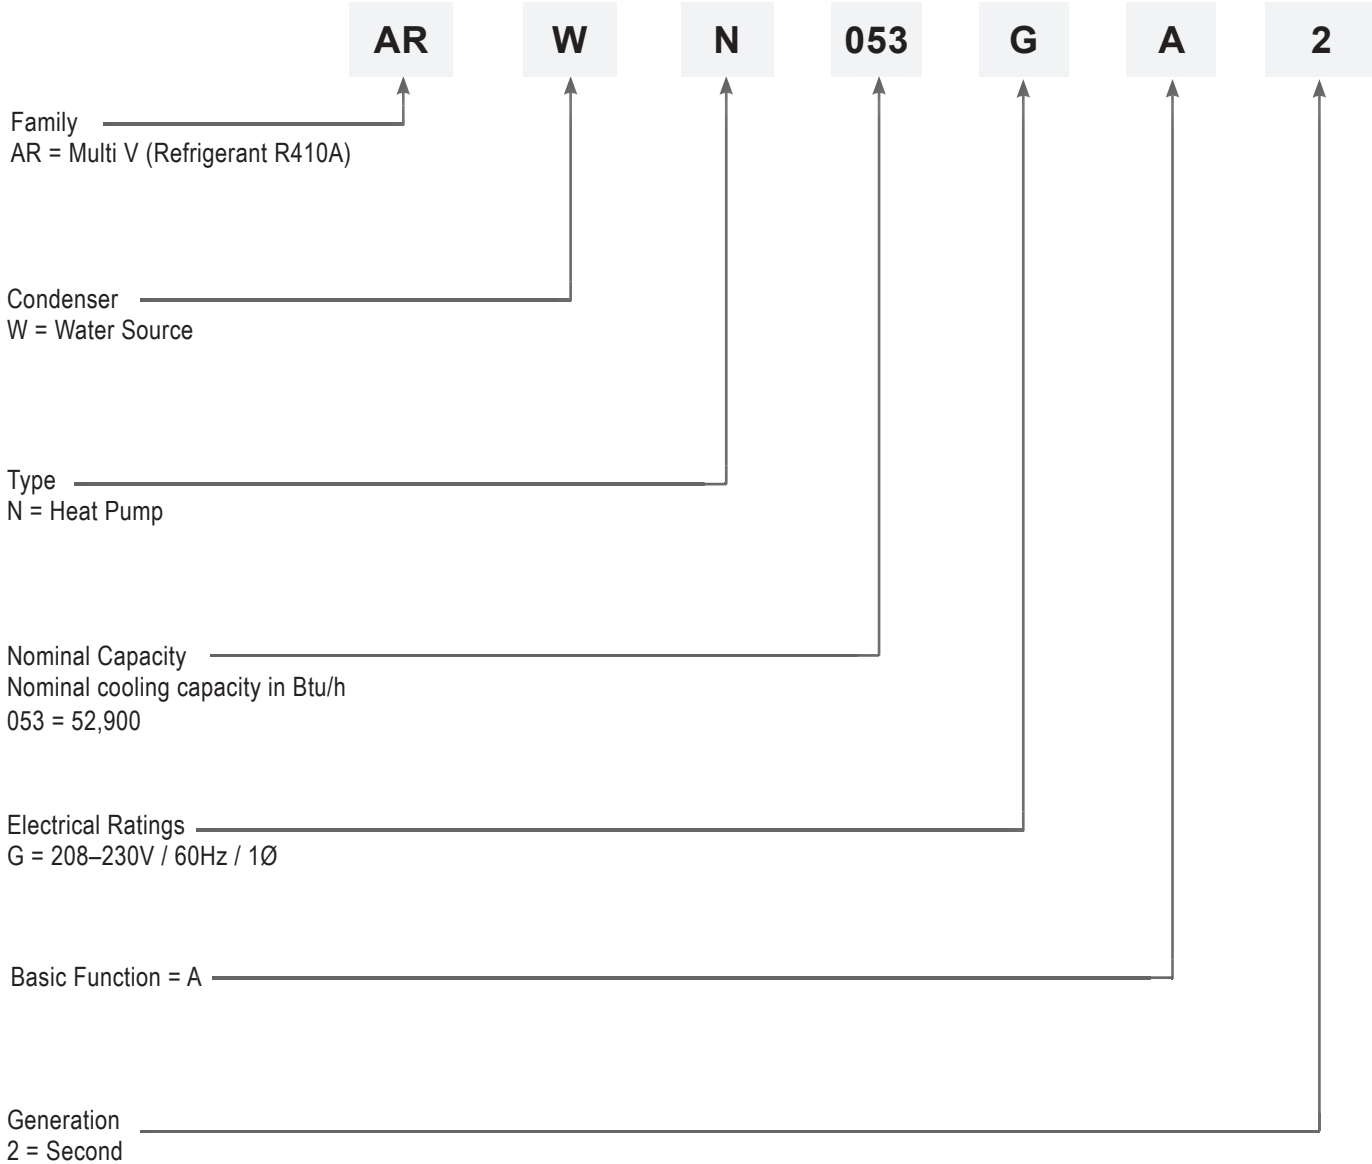 AR W N 053 G A 2
Family
AR = Multi V (Refrigerant R410A)
Condenser
W = Water Source
Type
N = Heat Pump
Nominal Capacity
Nominal cooling capacity in Btu/h
053 = 52,900
Electrical Ratings
G = 208–230V / 60Hz / 1Ø
Basic Function = A
Generation
2 = Second